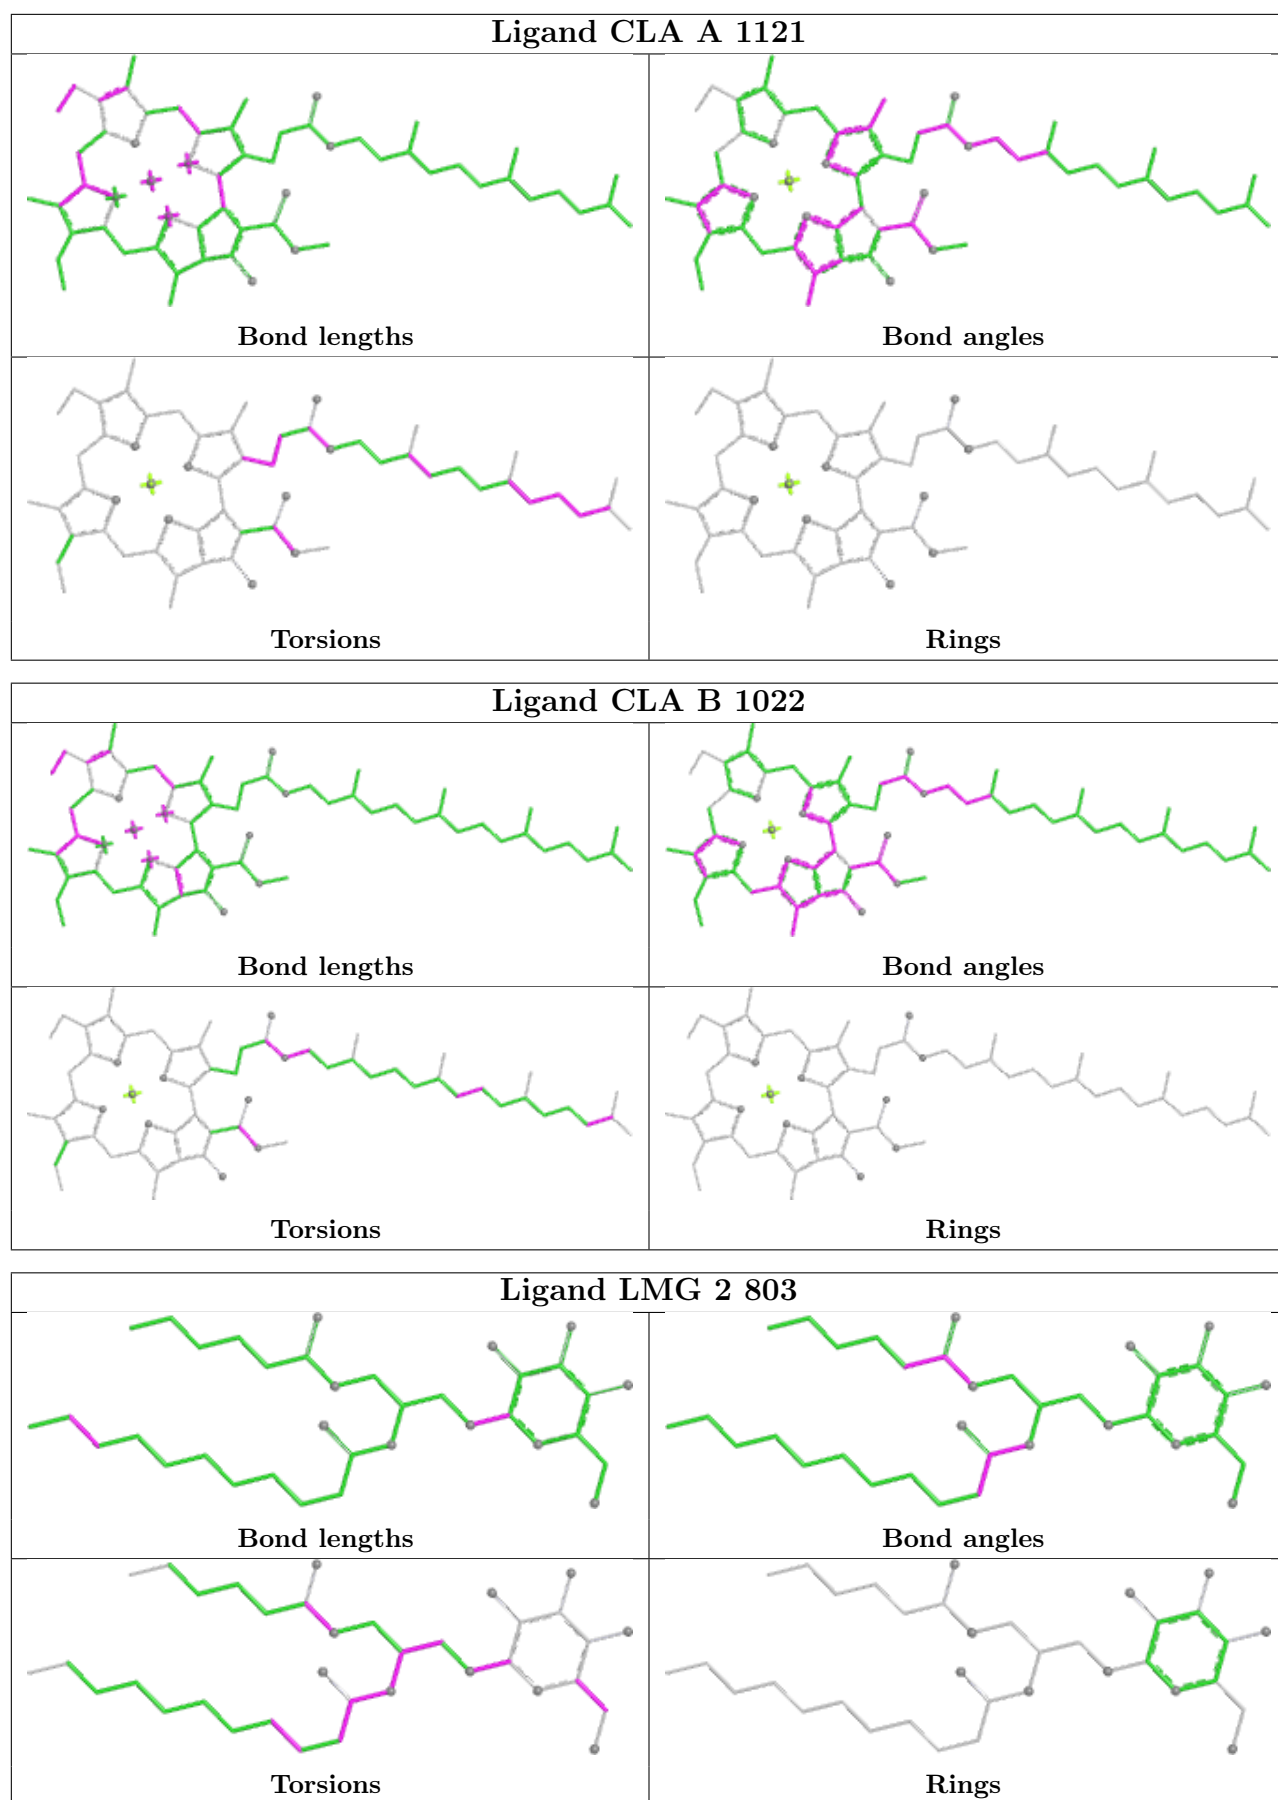 Ligand CLA A 1121
Bond lengths
Bond angles
Torsions
Rings
Ligand CLA B 1022
Bond lengths
Bond angles
Torsions
Rings
Ligand LMG 2 803
Bond lengths
Bond angles
Torsions
Rings